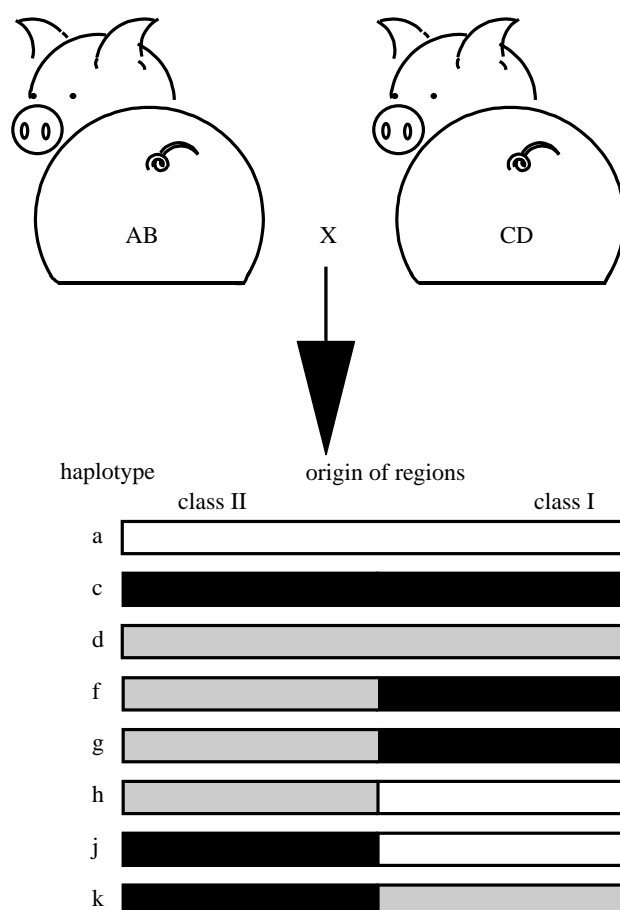 AB X CD
haplotype origin of regions
class II class I
a
c
d
f
g
h
j
k